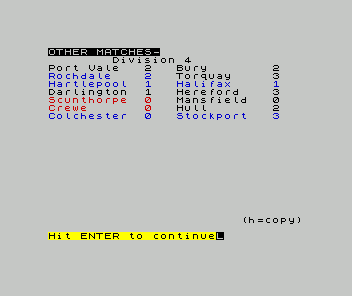 OTHER MATCHES-
Division 4
Port Vale 2 Bury 2
Rochdale 2 Torquay 3
Hartlepool 1 Halifax 1
Darlington 1 Hereford 3
Scunthorpe 0 Mansfield 0
Crewe 0 Hull 2
Colchester 0 Stockport 3
(h=copy)
Hit ENTER to continueL